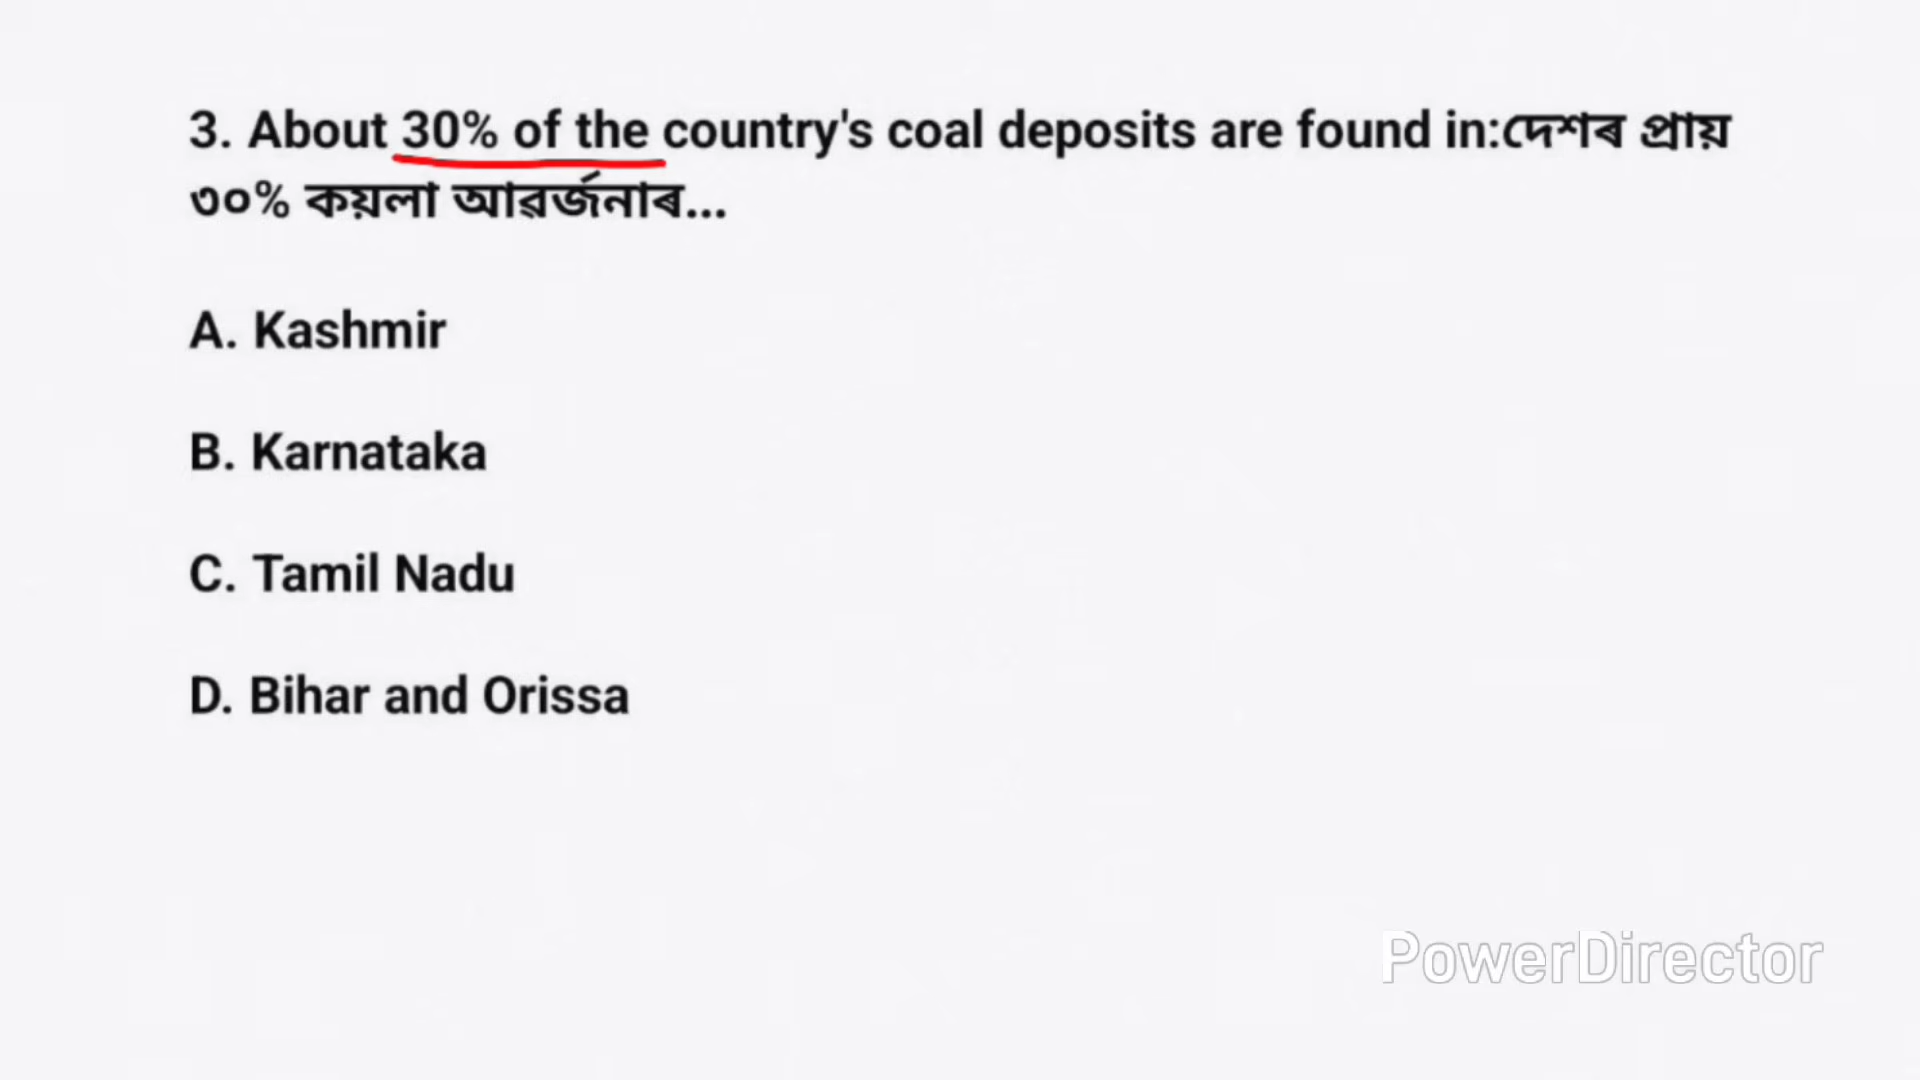 3. About 30% of the country's coal deposits are found in:দেশৰ প্ৰায়
৩০% কয়লা আৱৰ্জনাৰ...
A. Kashmir
B. Karnataka
C. Tamil Nadu
D. Bihar and Orissa
PowerDirector